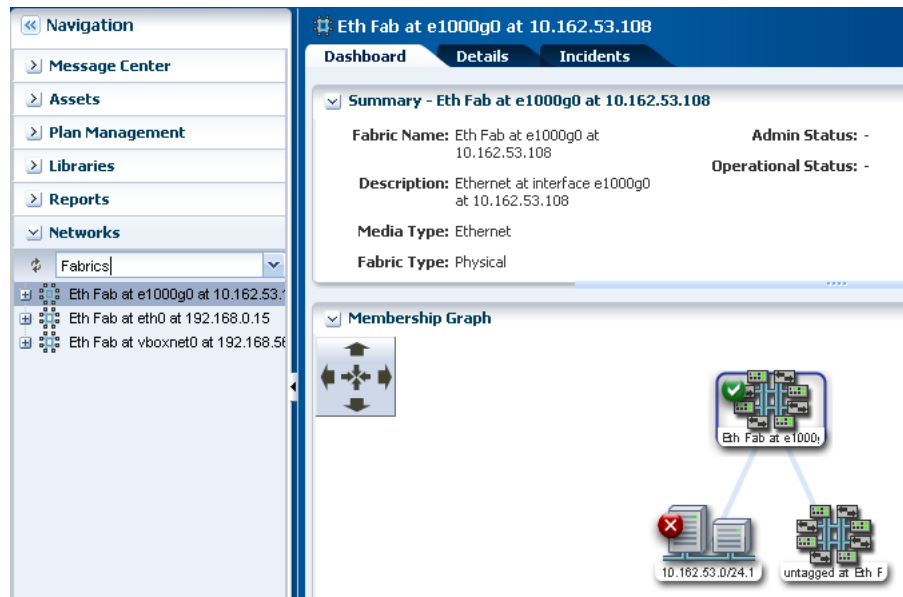 Navigation
Message Center
Assets
Plan Management
Libraries
Reports
Networks
Fabrics
Eth Fab at e1000g0 at 10.162.53.
Eth Fab at eth0 at 192.168.0.15
Eth Fab at vboxnet0 at 192.168.56
Eth Fab at e1000g0 at 10.162.53.108
Dashboard Details Incidents
Summary - Eth Fab at e1000g0 at 10.162.53.108
Fabric Name: Eth Fab at e1000g0 at
10.162.53.108
Admin Status: -
Operational Status: -
Description: Ethernet at interface e1000g0
at 10.162.53.108
Media Type: Ethernet
Fabric Type: Physical
Membership Graph
Eth Fab at e1000
10.162.53.0/24.1
untagged at Eth F